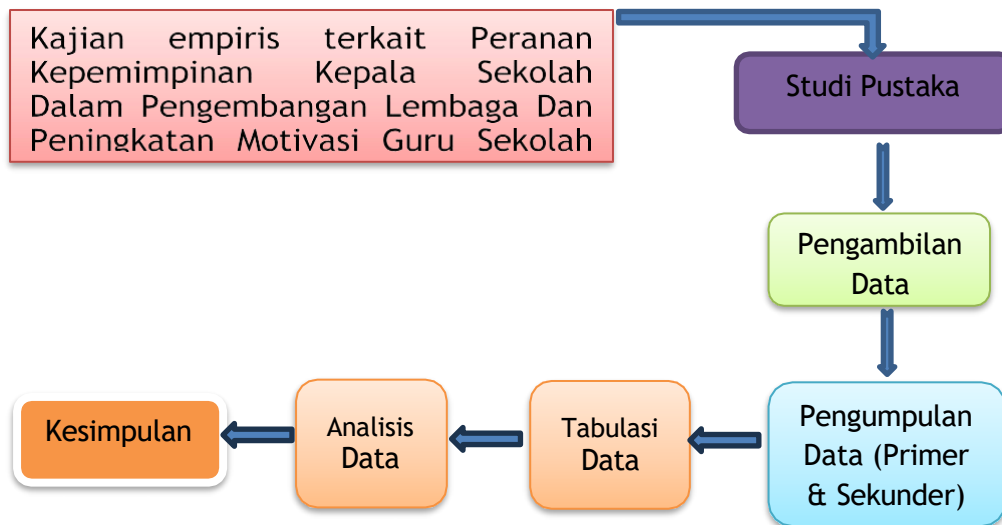 Kajian empiris terkait Peranan
Kepemimpinan Kepala Sekolah
Dalam Pengembangan Lembaga Dan
Peningkatan Motivasi Guru Sekolah
Studi Pustaka
Pengambilan
Data
Pengumpulan
Data (Primer
& Sekunder)
Tabulasi
Data
Analisis
Data
Kesimpulan